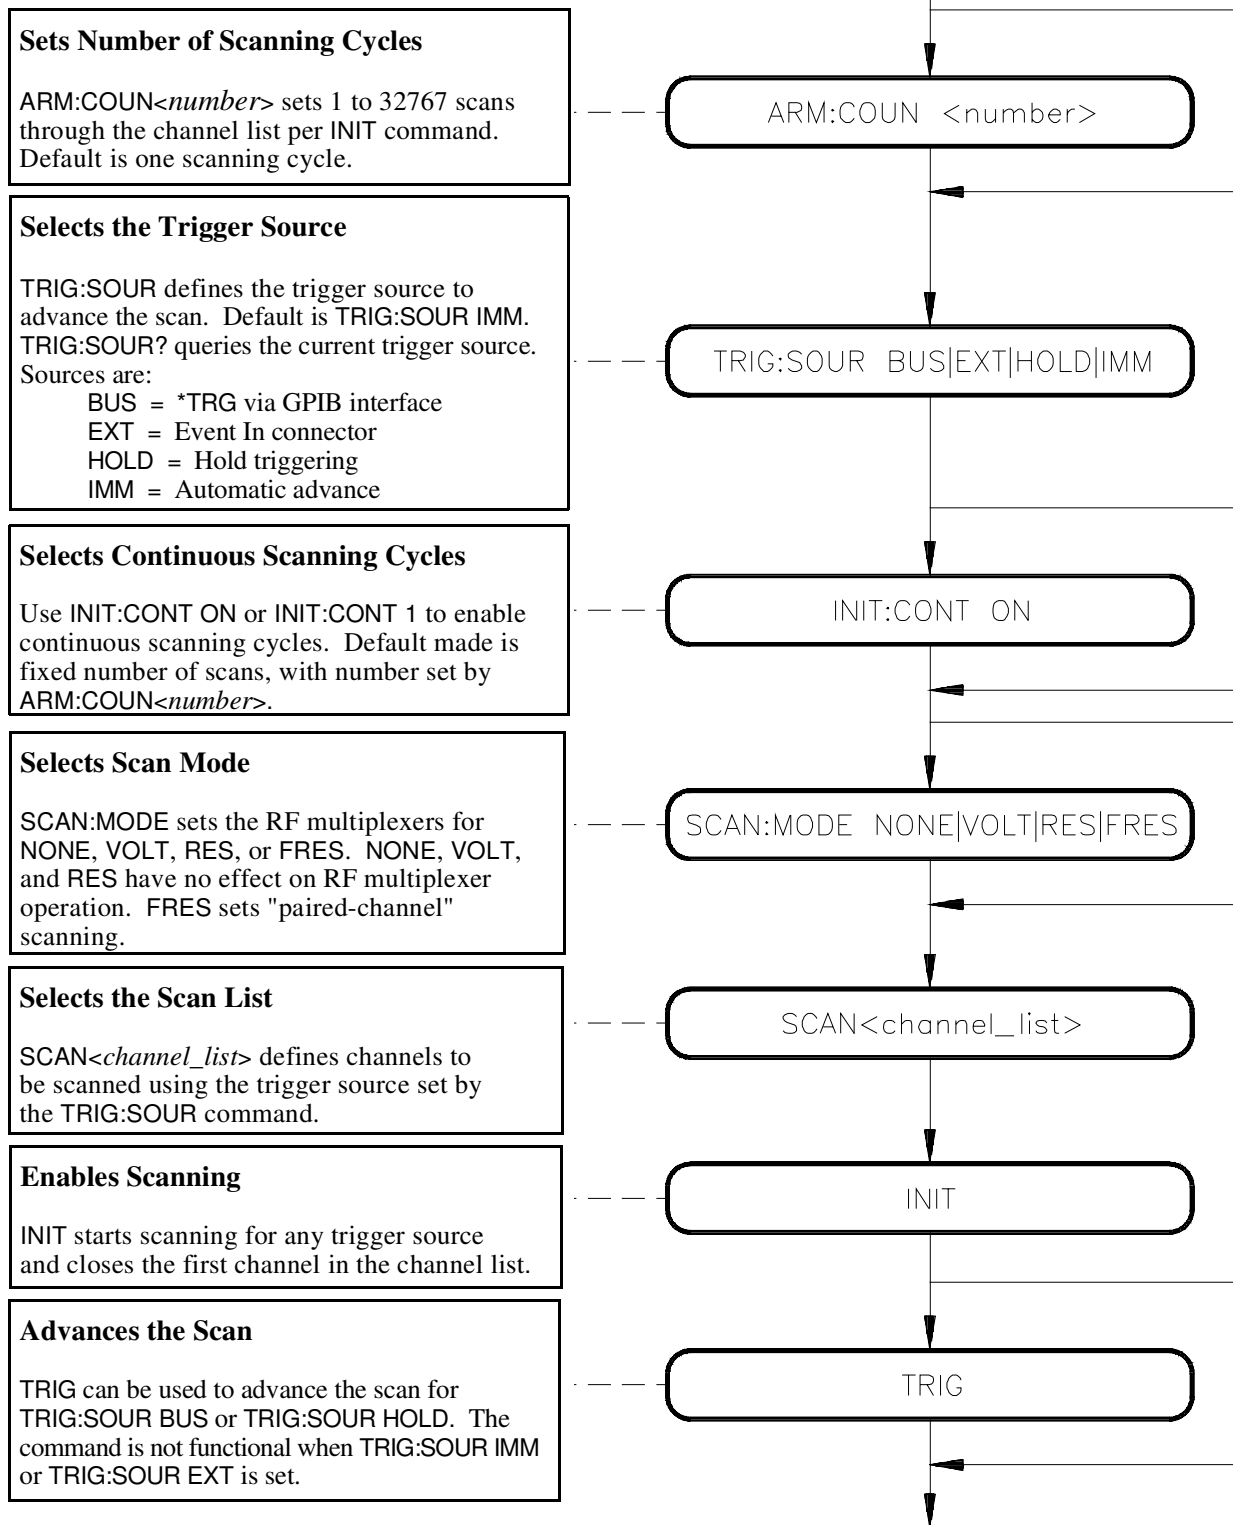 Sets Number of Scanning Cycles
ARM:COUN<number> sets 1 to 32767 scans
through the channel list per INIT command.
Default is one scanning cycle.
ARM:COUN <number>
Selects the Trigger Source
TRIG:SOUR defines the trigger source to
advance the scan. Default is TRIG:SOUR IMM.
TRIG:SOUR? queries the current trigger source.
Sources are:
BUS = *TRG via GPIB interface
EXT = Event In connector
HOLD = Hold triggering
IMM = Automatic advance
TRIG:SOUR BUS|EXT|HOLD|IMM
Selects Continuous Scanning Cycles
Use INIT:CONT ON or INIT:CONT 1 to enable
continuous scanning cycles. Default made is
fixed number of scans, with number set by
ARM:COUN<number>.
INIT:CONT ON
Selects Scan Mode
SCAN:MODE sets the RF multiplexers for
NONE, VOLT, RES, or FRES. NONE, VOLT,
and RES have no effect on RF multiplexer
operation. FRES sets "paired-channel"
scanning.
SCAN:MODE NONE|VOLT|RES|FRES
Selects the Scan List
SCAN<channel_list> defines channels to
be scanned using the trigger source set by
the TRIG:SOUR command.
SCAN<channel_list>
Enables Scanning
INIT starts scanning for any trigger source
and closes the first channel in the channel list.
INIT
Advances the Scan
TRIG can be used to advance the scan for
TRIG:SOUR BUS or TRIG:SOUR HOLD. The
command is not functional when TRIG:SOUR IMM
or TRIG:SOUR EXT is set.
TRIG